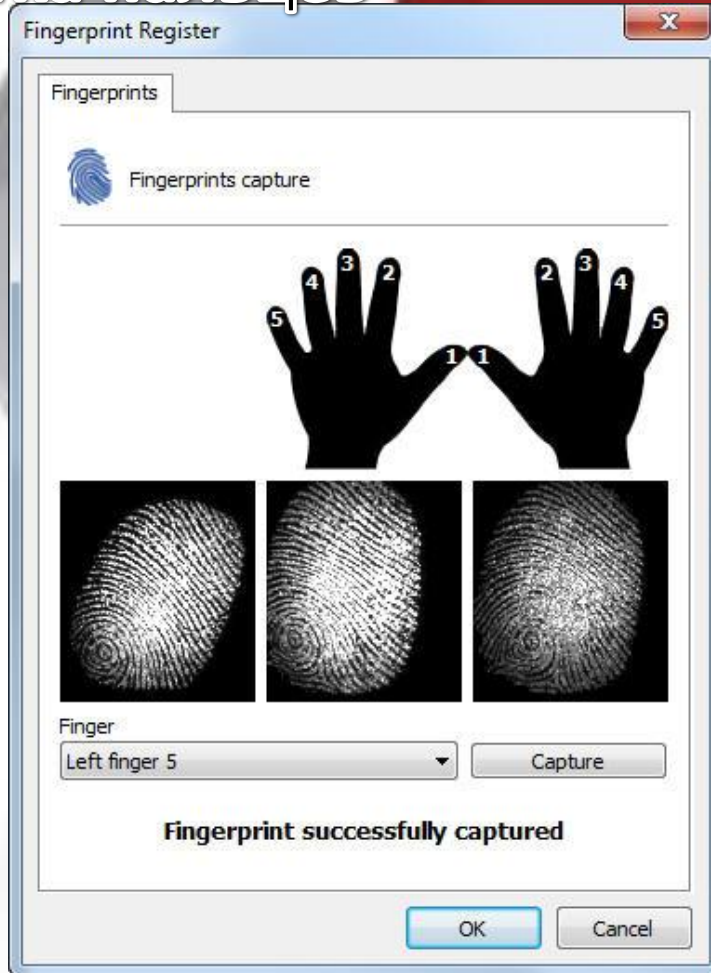 Fingerprint Register
Fingerprints
Fingerprints capture
3 3
4 2 2 4
5 5
1 1
Finger
Left finger 5 Capture
Fingerprint successfully captured
OK Cancel